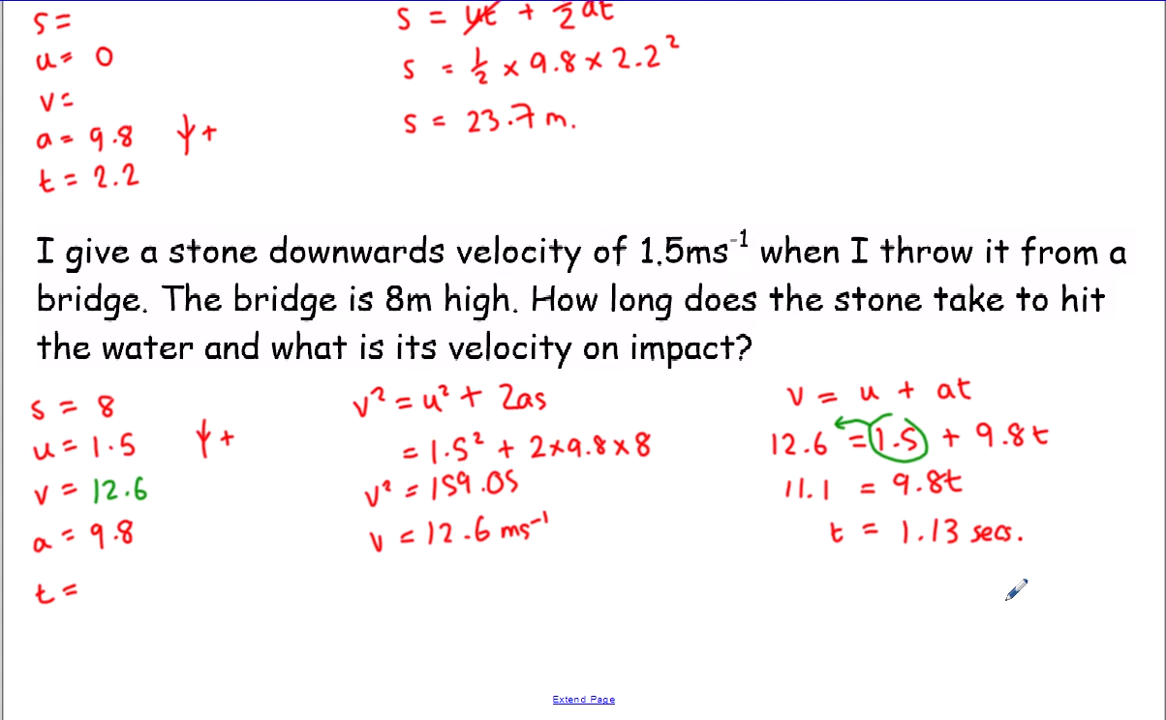 s =
s = ut + 1/2 at
u = 0
s = 1/2 × 9.8 × 2.2²
v =
s = 23.7 m.
a = 9.8 ↓+
t = 2.2
I give a stone downwards velocity of 1.5ms⁻¹ when I throw it from a
bridge. The bridge is 8m high. How long does the stone take to hit
the water and what is its velocity on impact?
s = 8
u = 1.5 ↓+
v = 12.6
a = 9.8
t =
v² = u² + 2as
= 1.5² + 2×9.8×8
v² = 159.05
v = 12.6 ms⁻¹
v = u + at
12.6 = 1.5 + 9.8t
11.1 = 9.8t
t = 1.13 secs.
Extend Page